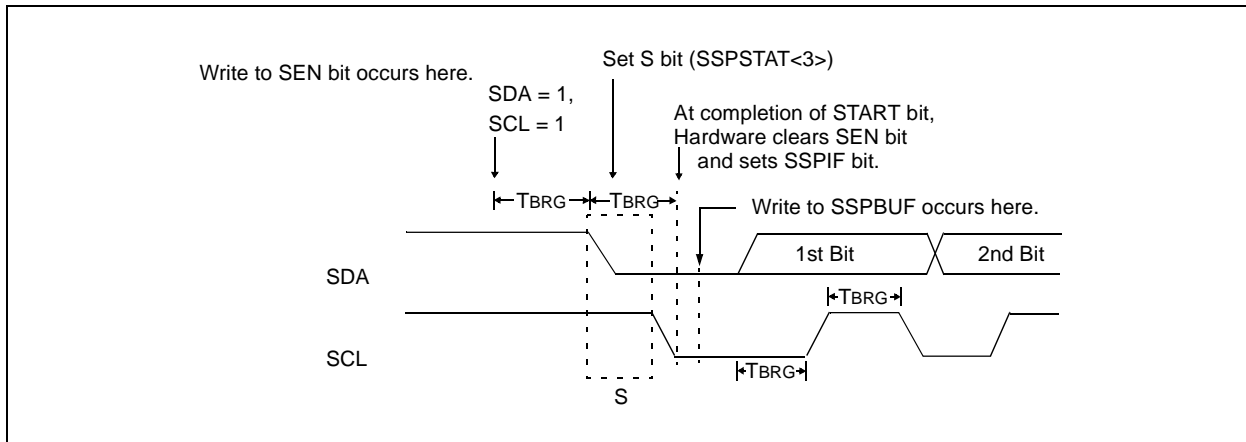 Write to SEN bit occurs here.
Set S bit (SSPSTAT<3>)
SDA = 1,
SCL = 1
At completion of START bit,
Hardware clears SEN bit
and sets SSPIF bit.
TBRG
TBRG
Write to SSPBUF occurs here.
SDA
1st Bit
2nd Bit
TBRG
SCL
TBRG
S